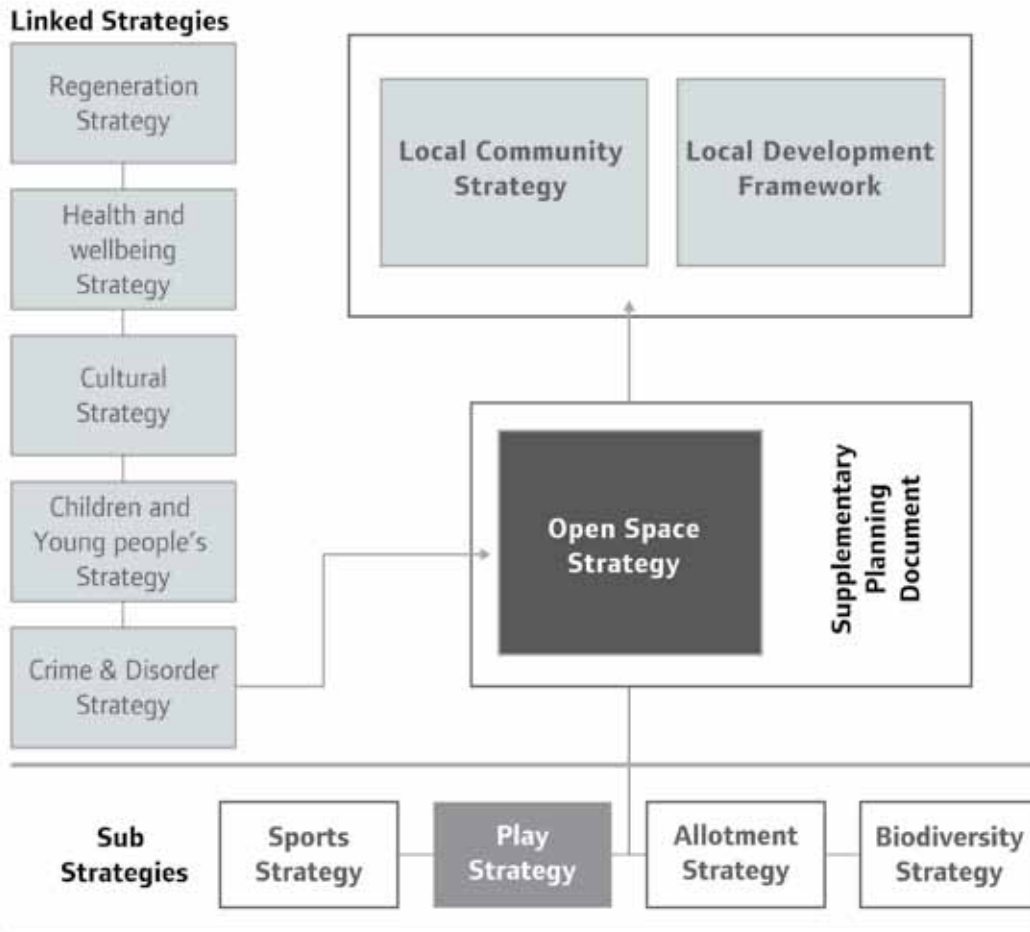 Linked Strategies
Regeneration
Strategy
Health and
wellbeing
Strategy
Cultural
Strategy
Children and
Young people's
Strategy
Crime & Disorder
Strategy
Local Community
Strategy
Local Development
Framework
Open Space
Strategy
Supplementary
Planning
Document
Sub
Strategies
Sports
Strategy
Play
Strategy
Allotment
Strategy
Biodiversity
Strategy